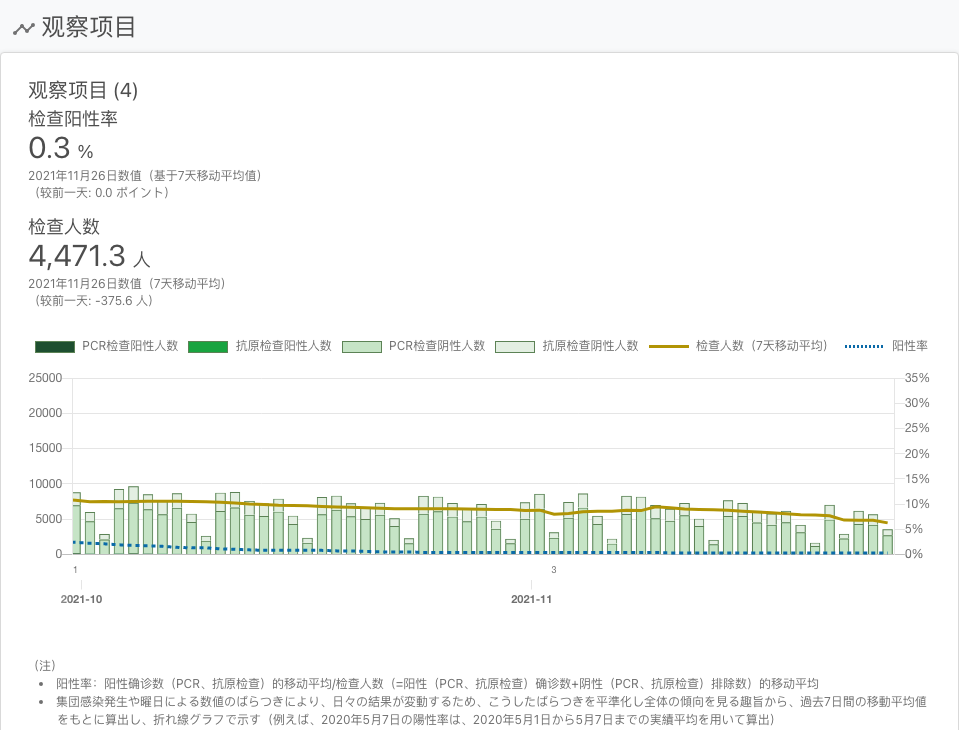 观察项目
观察项目 (4)
检查阳性率
0.3 %
2021年11月26日数值（基于7天移动平均值）
（较前一天: 0.0 ポイント）
检查人数
4,471.3 人
2021年11月26日数值（7天移动平均）
（较前一天: -375.6 人）
PCR检查阳性人数 抗原检查阳性人数 PCR检查阴性人数 抗原检查阴性人数 检查人数（7天移动平均） 阳性率
25000 35%
30%
20000
25%
15000 20%
15%
10000
10%
5000 5%
0 0%
1 3
2021-10 2021-11
（注）
• 阳性率：阳性确诊数（PCR、抗原检查）的移动平均/检查人数（=阳性（PCR、抗原检查）确诊数+阴性（PCR、抗原检查）排除数）的移动平均
• 集団感染発生や曜日による数値のばらつきにより、日々の結果が変動するため、こうしたばらつきを平準化し全体の傾向を見る趣旨から、過去7日間の移動平均値
をもとに算出し、折れ線グラフで示す（例えば、2020年5月7日の陽性率は、2020年5月1日から5月7日までの実績平均を用いて算出）